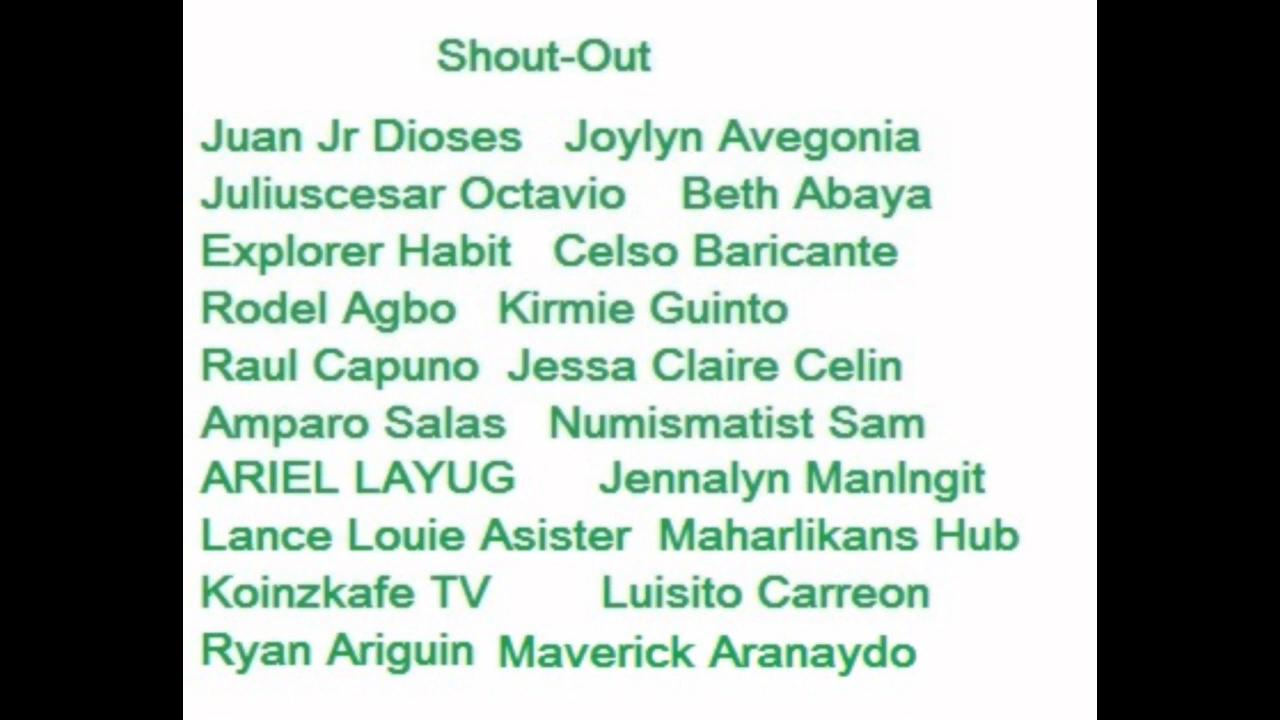 Shout-Out
Juan Jr Dioses Joylyn Avegonia
Juliuscesar Octavio Beth Abaya
Explorer Habit Celso Baricante
Rodel Agbo Kirmie Guinto
Raul Capuno Jessa Claire Celin
Amparo Salas Numismatist Sam
ARIEL LAYUG Jennalyn ManIngit
Lance Louie Asister Maharlikans Hub
Koinzkafe TV Luisito Carreon
Ryan Ariguin Maverick Aranaydo